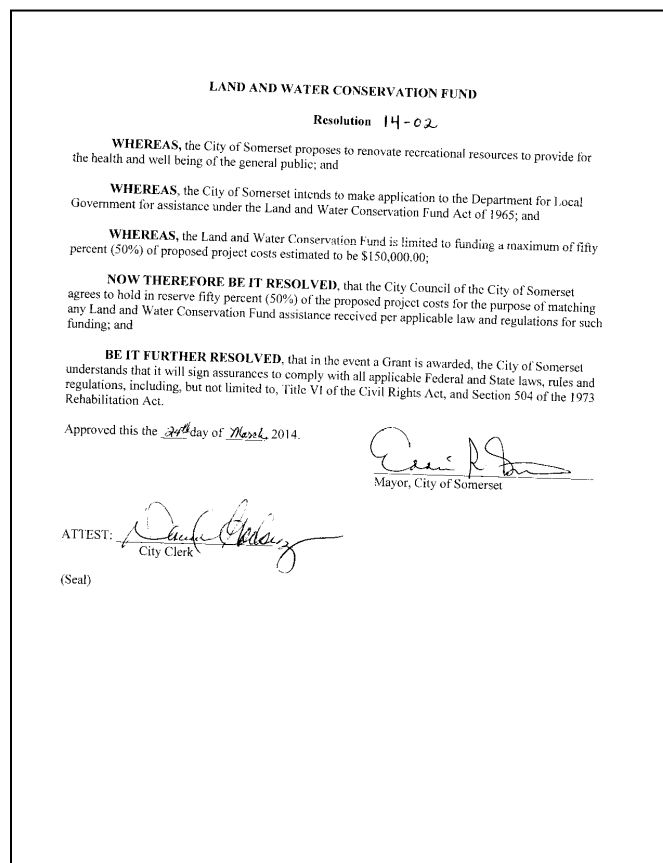 LAND AND WATER CONSERVATION FUND
Resolution 14-02
WHEREAS, the City of Somerset proposes to renovate recreational resources to provide for
the health and well being of the general public; and
WHEREAS, the City of Somerset intends to make application to the Department for Local
Government for assistance under the Land and Water Conservation Fund Act of 1965; and
WHEREAS, the Land and Water Conservation Fund is limited to funding a maximum of fifty
percent (50%) of proposed project costs estimated to be $150,000.00;
NOW THEREFORE BE IT RESOLVED, that the City Council of the City of Somerset
agrees to hold in reserve fifty percent (50%) of the proposed project costs for the purpose of matching
any Land and Water Conservation Fund assistance received per applicable law and regulations for such
funding; and
BE IT FURTHER RESOLVED, that in the event a Grant is awarded, the City of Somerset
understands that it will sign assurances to comply with all applicable Federal and State laws, rules and
regulations, including, but not limited to, Title VI of the Civil Rights Act, and Section 504 of the 1973
Rehabilitation Act.
Approved this the 24th day of March, 2014.
Mayor, City of Somerset
ATTEST:
City Clerk
(Seal)